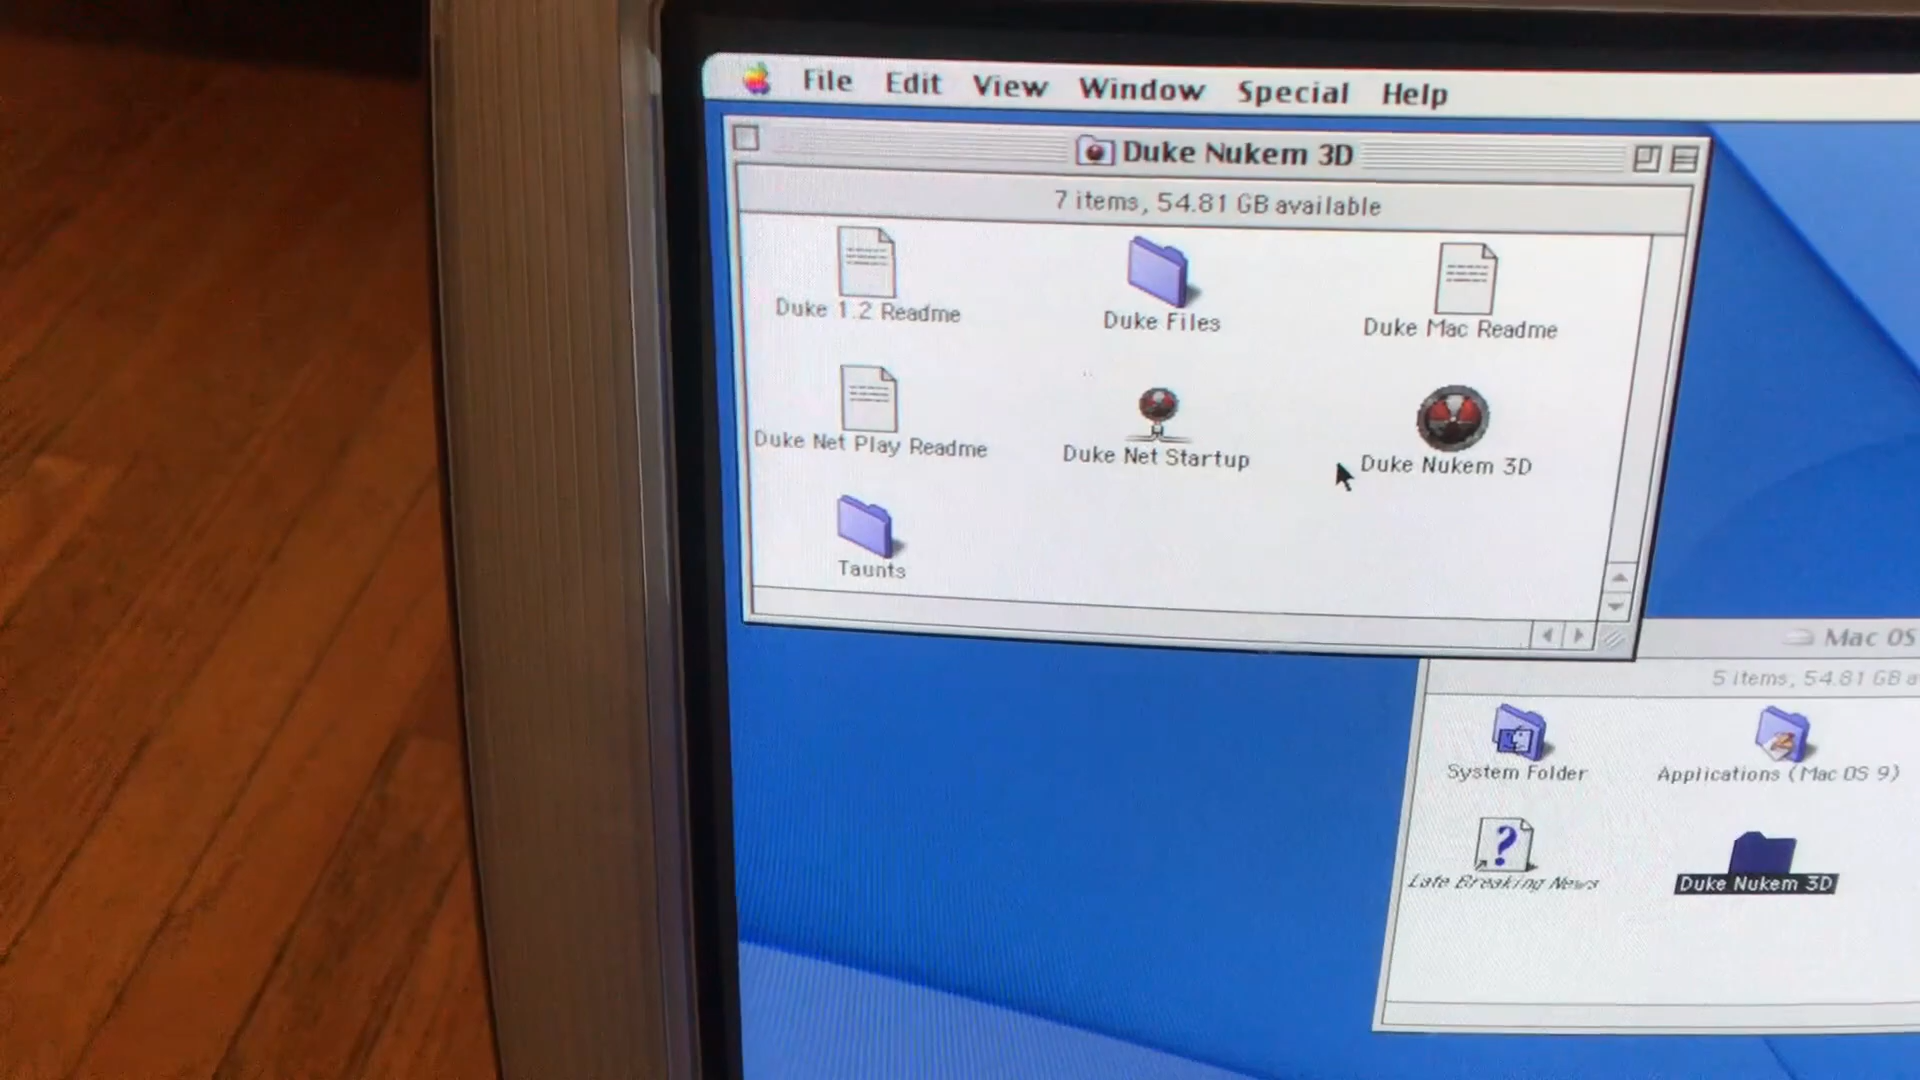 File Edit View Window Special Help
Duke Nukem 3D
7 items, 54.81 GB available
Duke 1.2 Readme
Duke Files
Duke Mac Readme
Duke Net Play Readme
Duke Net Startup
Duke Nukem 3D
Taunts
Mac OS
5 items, 54.81 GB
System Folder
Applications (Mac OS 9)
Late Breaking News
Duke Nukem 3D